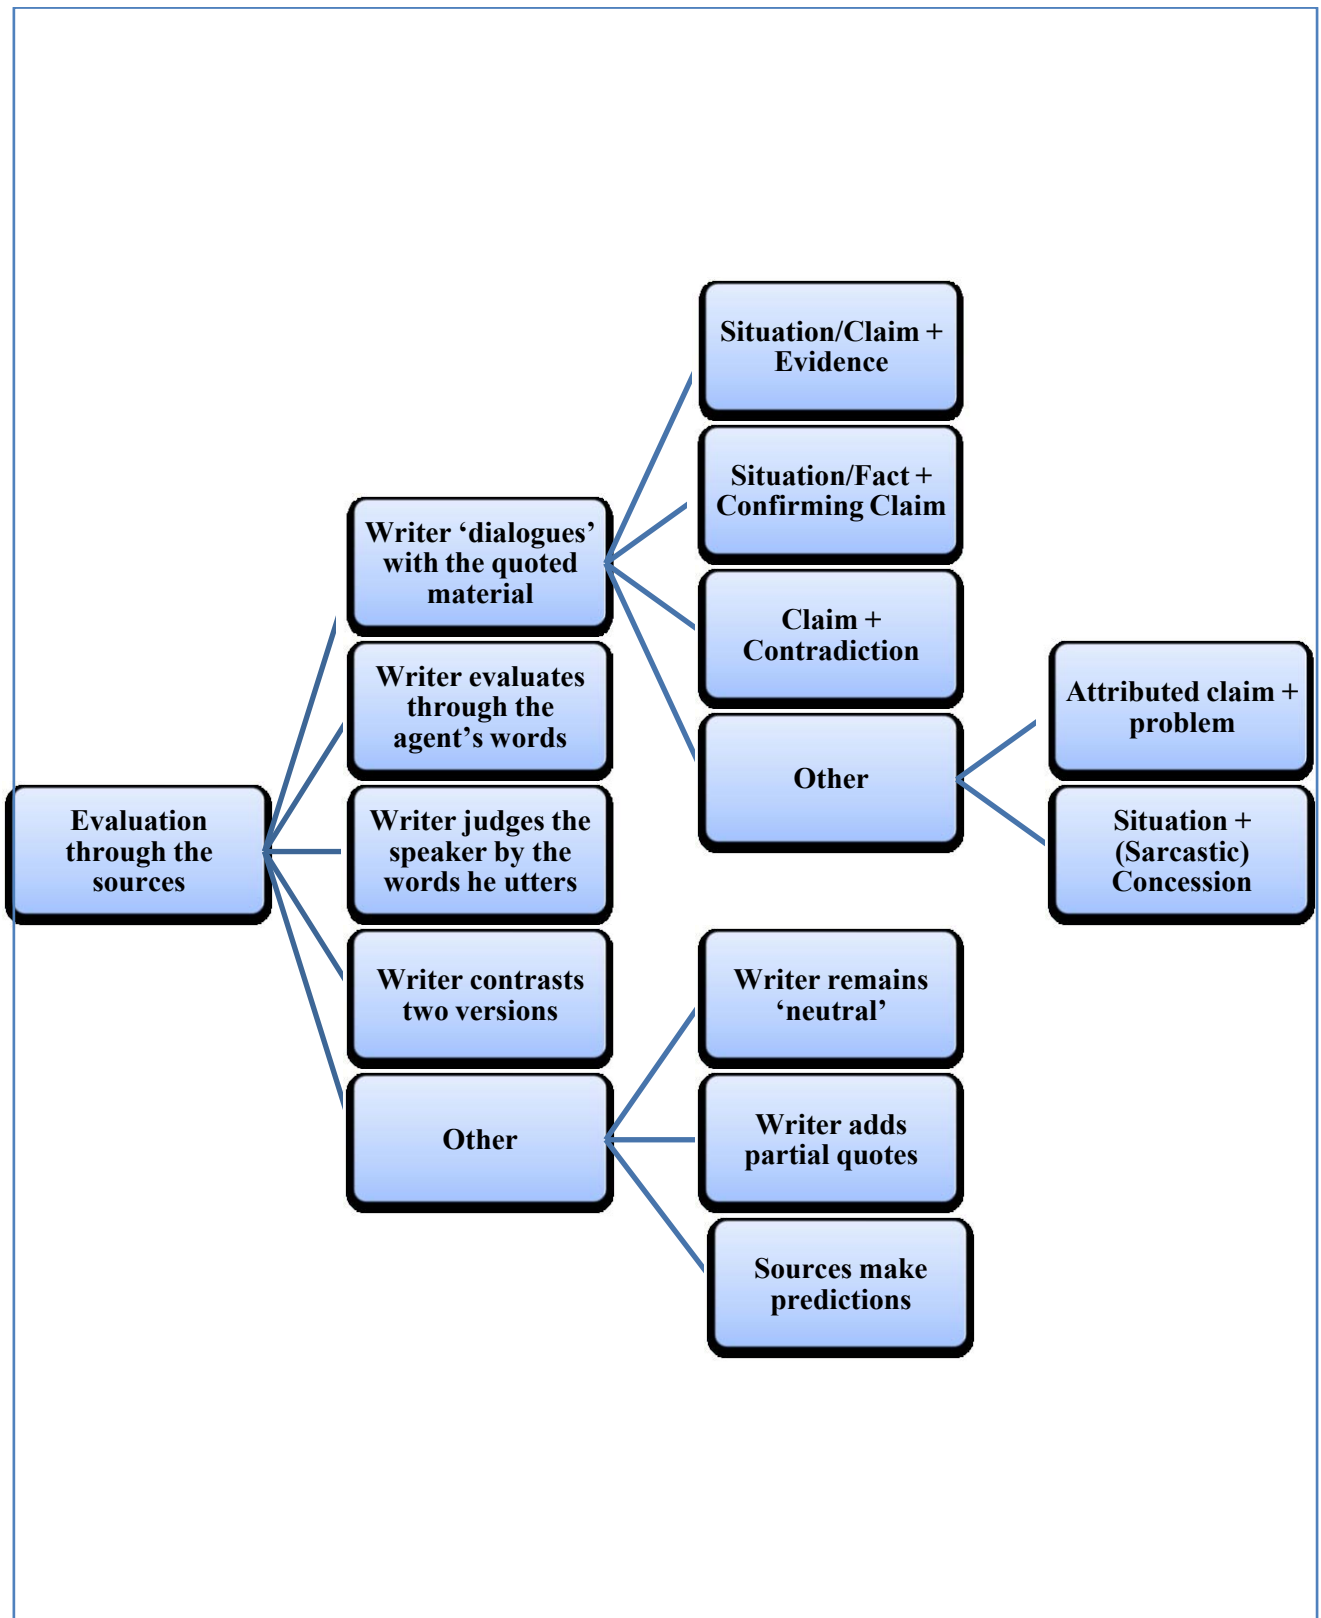 Evaluation
through the
sources
Writer ‘dialogues’
with the quoted
material
Writer evaluates
through the
agent’s words
Writer judges the
speaker by the
words he utters
Writer contrasts
two versions
Other
Situation/Claim +
Evidence
Situation/Fact +
Confirming Claim
Claim +
Contradiction
Other
Writer remains
‘neutral’
Writer adds
partial quotes
Sources make
predictions
Attributed claim +
problem
Situation +
(Sarcastic)
Concession